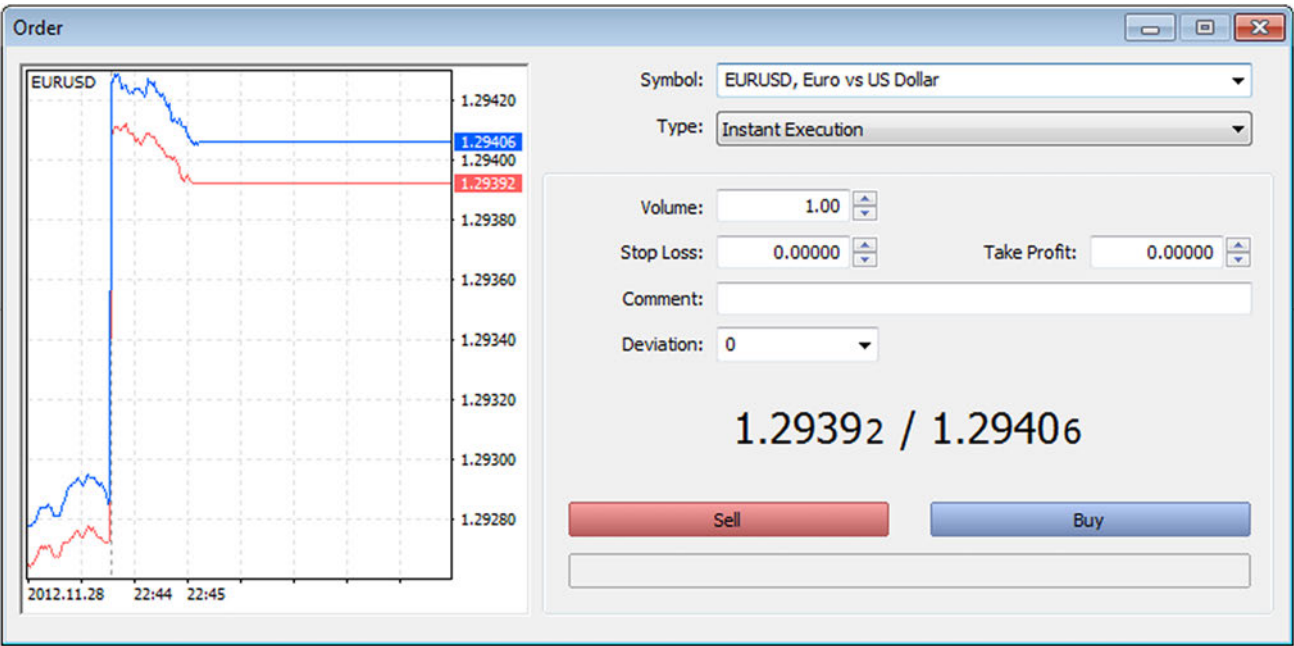 Order
EURUSD
1.29420
1.29406
1.29400
1.29392
1.29380
1.29360
1.29340
1.29320
1.29300
1.29280
2012.11.28 22:44 22:45
Symbol: EURUSD, Euro vs US Dollar
Type: Instant Execution
Volume: 1.00
Stop Loss: 0.00000 Take Profit: 0.00000
Comment:
Deviation: 0
1.29392 / 1.29406
Sell Buy